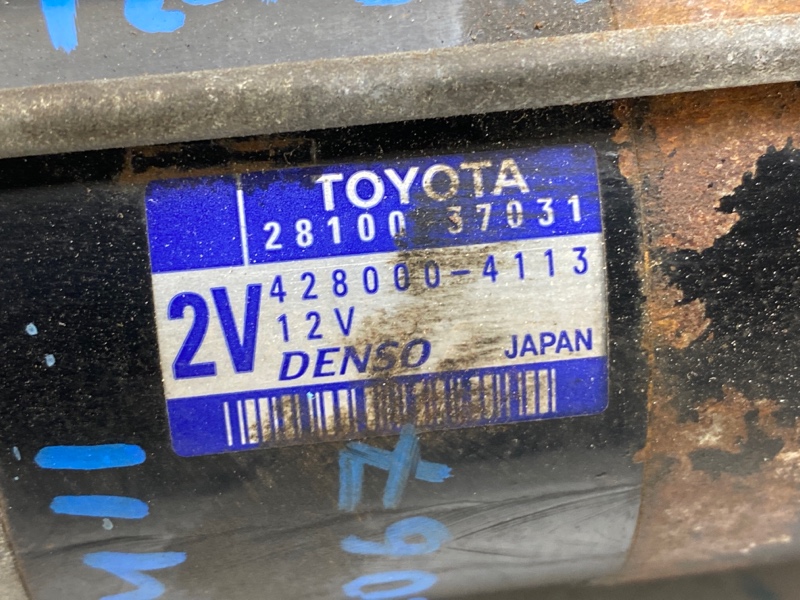 TOYOTA
28100 37031
2V
428000-4113
12V
DENSO
JAPAN